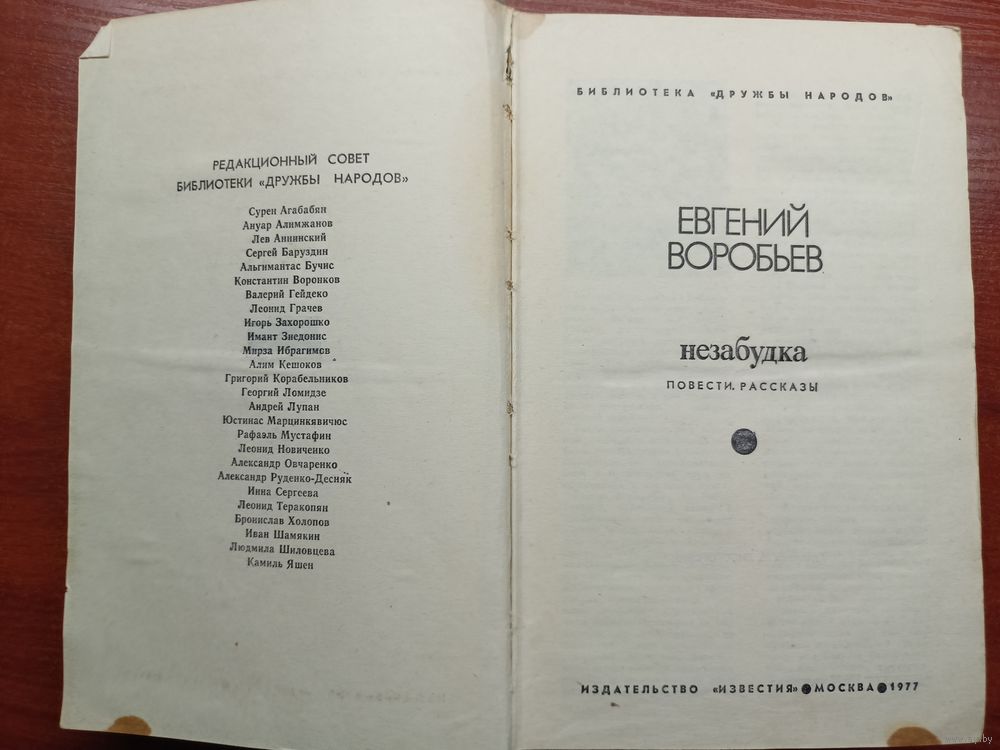 РЕДАКЦИОННЫЙ СОВЕТ
БИБЛИОТЕКИ «ДРУЖБЫ НАРОДОВ»
Сурен Агабабян
Ануар Алимжанов
Лев Аннинский
Сергей Баруздин
Альгимантас Бучис
Константин Воронков
Валерий Гейдеко
Леонид Грачев
Игорь Захорошко
Имант Зиедонис
Мирза Ибрагимов
Алим Кешоков
Григорий Корабельников
Георгий Ломидзе
Андрей Лупан
Юстинас Марцинкявичюс
Рафаэль Мустафин
Леонид Новиченко
Александр Овчаренко
Александр Руденко-Десняк
Инна Сергеева
Леонид Теракопян
Бронислав Холопов
Иван Шамякин
Людмила Шиловцева
Камиль Яшен
БИБЛИОТЕКА «ДРУЖБЫ НАРОДОВ»
ЕВГЕНИЙ
ВОРОБЬЕВ
незабудка
ПОВЕСТИ. РАССКАЗЫ
ИЗДАТЕЛЬСТВО «ИЗВЕСТИЯ» ● МОСКВА ● 1977